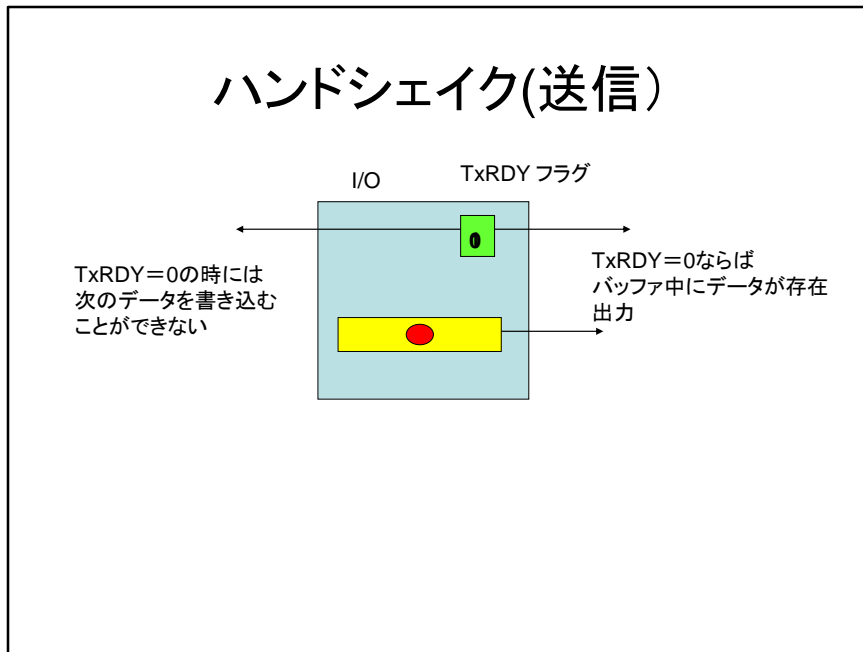 ハンドシェイク(送信）
I/O
TxRDY フラグ
0
TxRDY＝0の時には
次のデータを書き込む
ことができない
TxRDY＝0ならば
バッファ中にデータが存在
出力